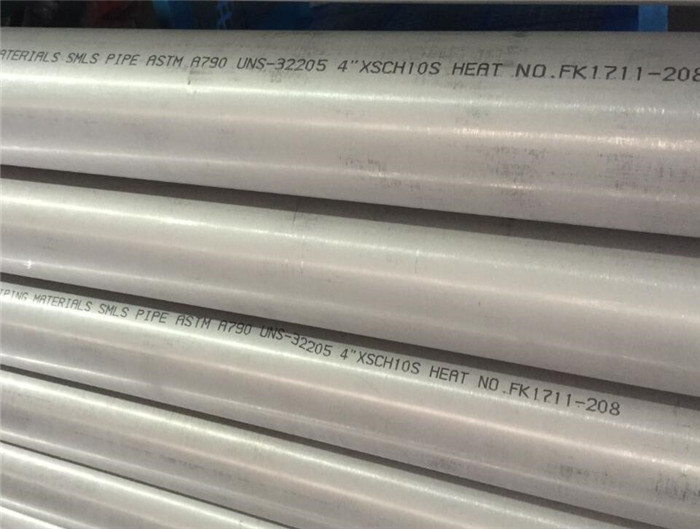 ATERIALS SMLS PIPE ASTM A790 UNS-32205 4"XSCH10S HEAT NO.FK1711-208
PING MATERIALS SMLS PIPE ASTM A790 UNS-32205 4"XSCH10S HEAT NO.FK1711-208